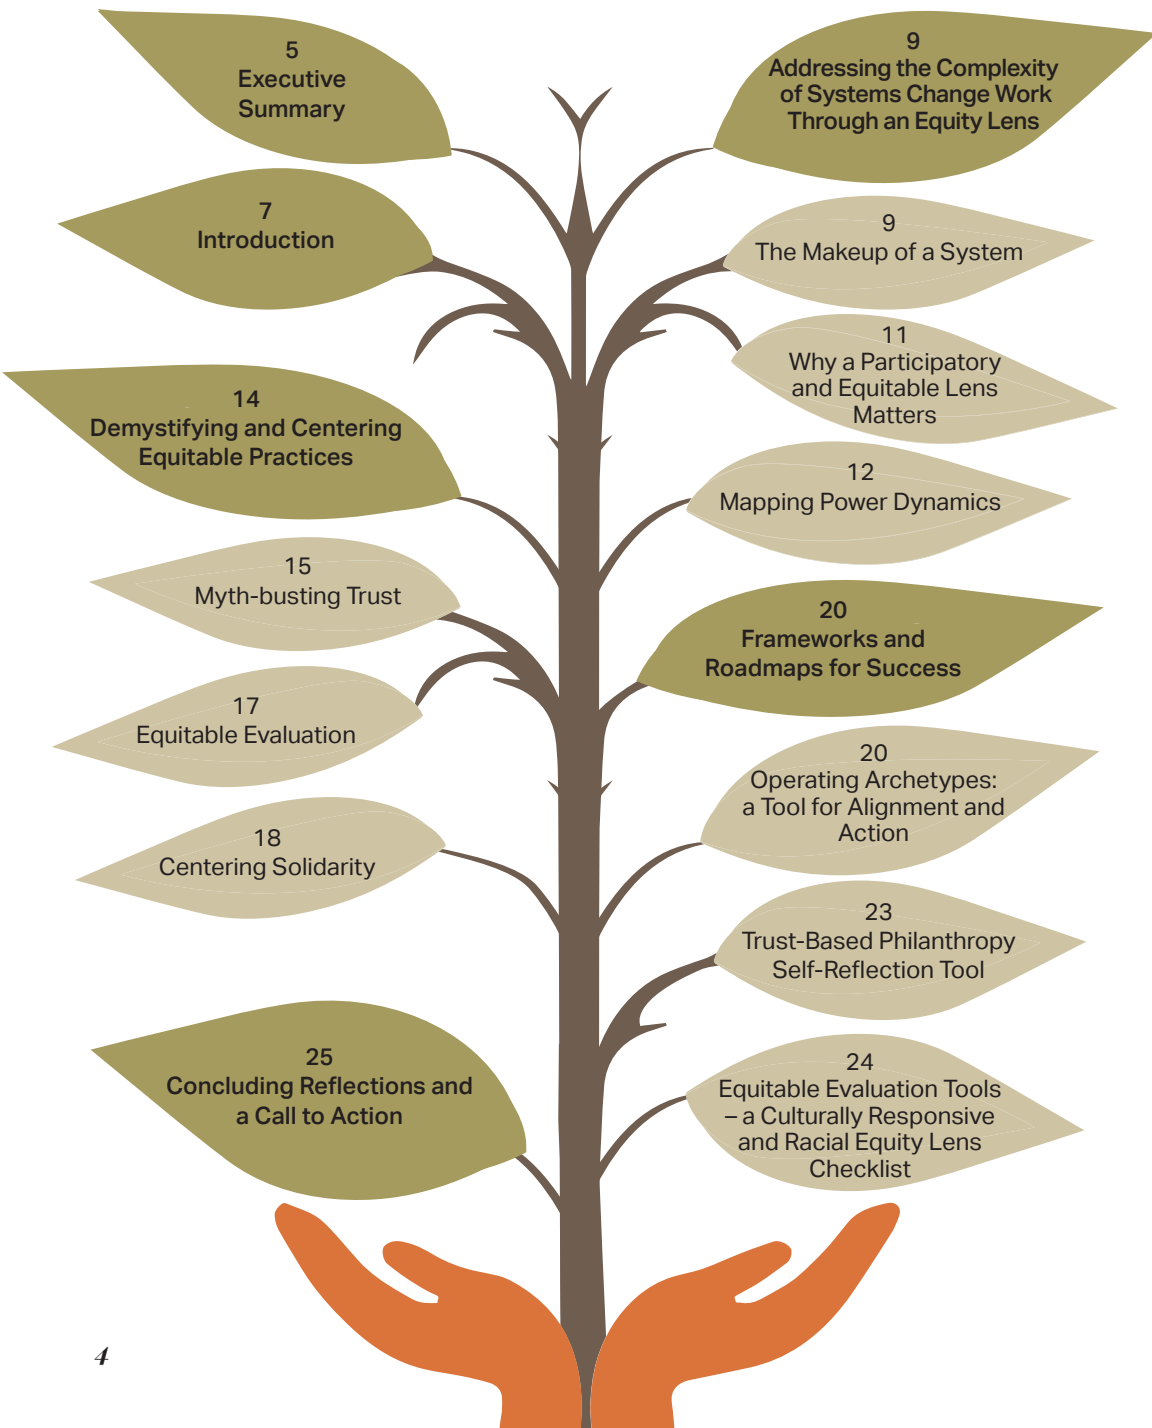 5
Executive
Summary
7
Introduction
9
Addressing the Complexity
of Systems Change Work
Through an Equity Lens
9
The Makeup of a System
11
Why a Participatory
and Equitable Lens
Matters
12
Mapping Power Dynamics
14
Demystifying and Centering
Equitable Practices
15
Myth-busting Trust
17
Equitable Evaluation
18
Centering Solidarity
20
Frameworks and
Roadmaps for Success
20
Operating Archetypes:
a Tool for Alignment and
Action
23
Trust-Based Philanthropy
Self-Reflection Tool
24
Equitable Evaluation Tools
– a Culturally Responsive
and Racial Equity Lens
Checklist
25
Concluding Reflections and
a Call to Action
4